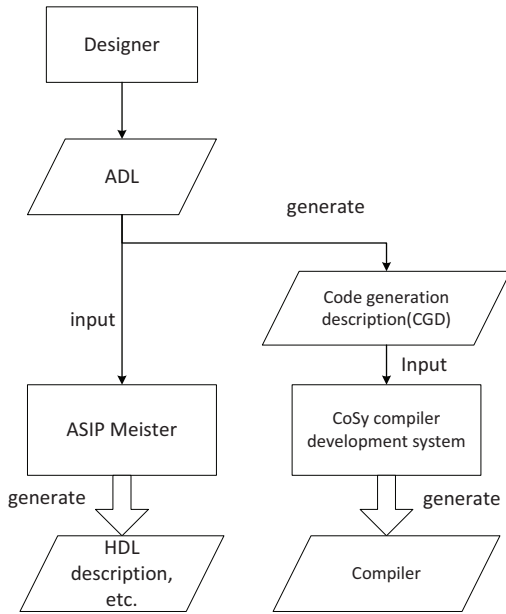 Designer
ADL
generate
Code generation
description(CGD)
input
Input
ASIP Meister
CoSy compiler
development system
generate
generate
HDL
description,
etc.
Compiler